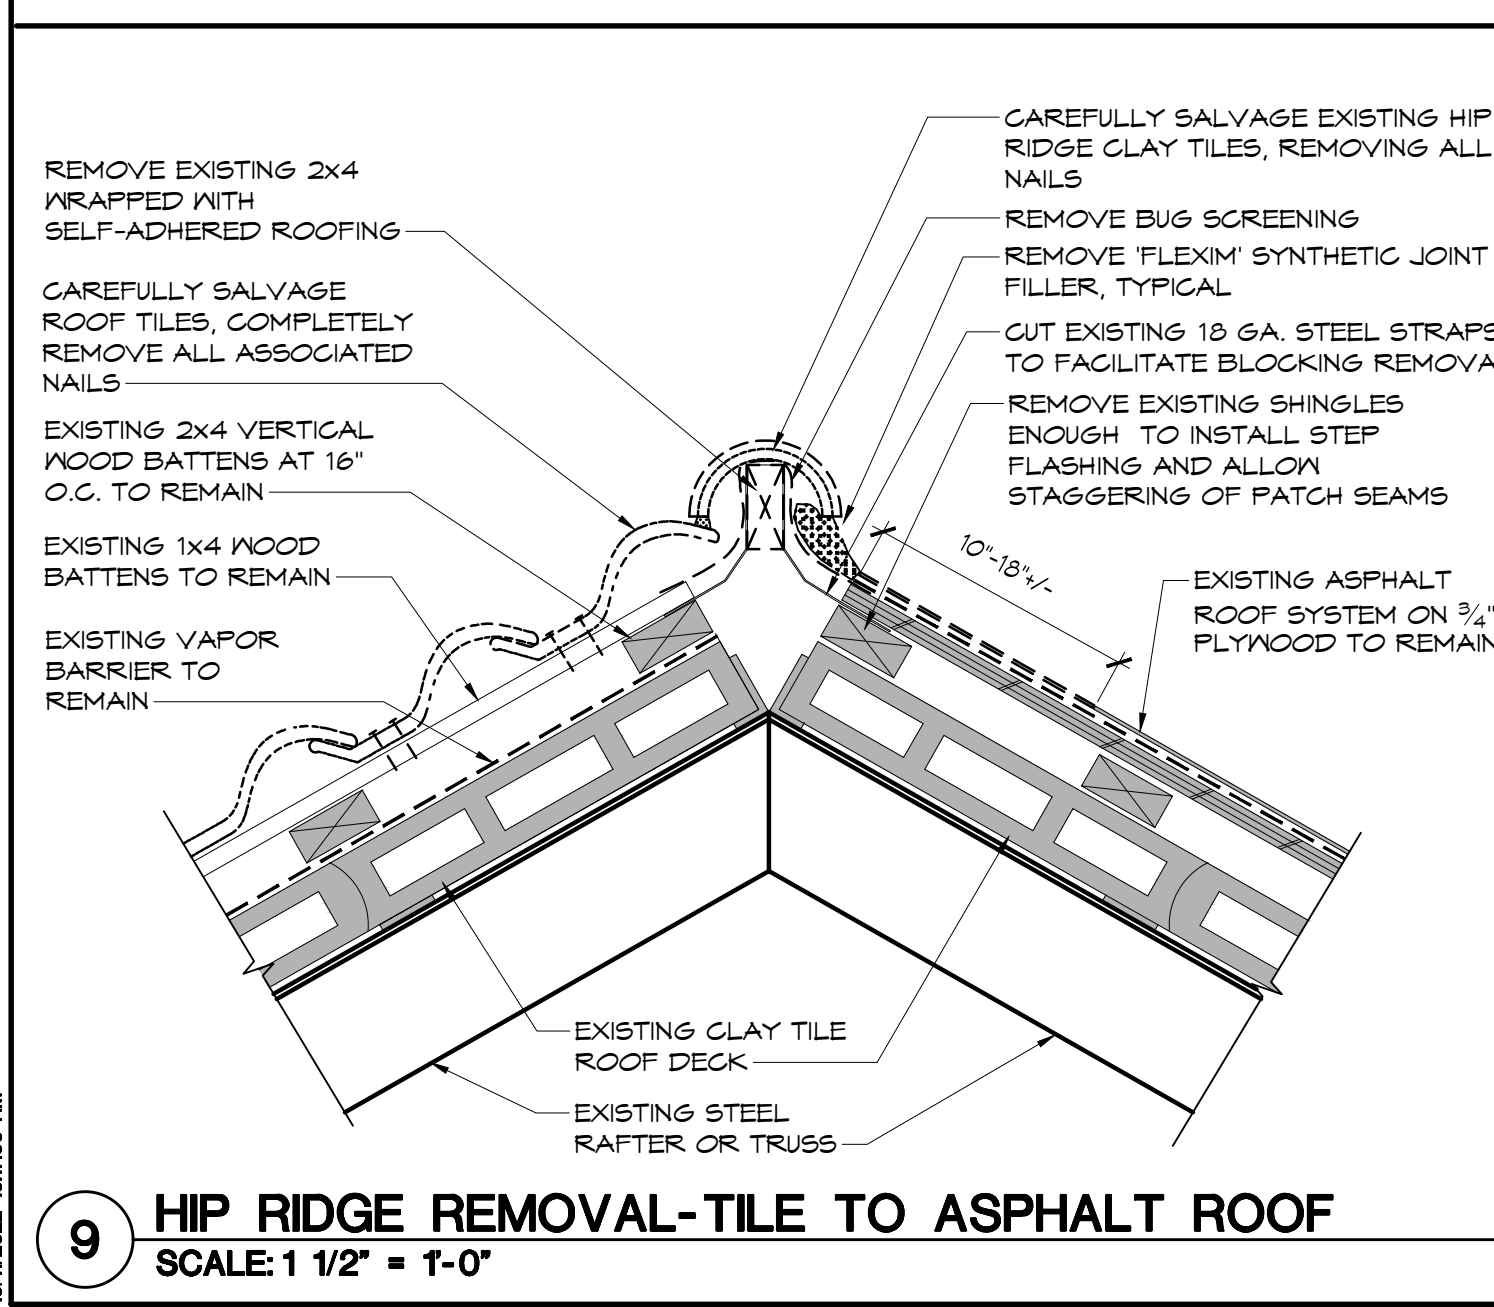 REMOVE EXISTING 2x4
WRAPPED WITH
SELF-ADHERED ROOFING
CAREFULLY SALVAGE
ROOF TILES, COMPLETELY
REMOVE ALL ASSOCIATED
NAILS
EXISTING 2x4 VERTICAL
WOOD BATTENS AT 16"
O.C. TO REMAIN
EXISTING 1x4 WOOD
BATTENS TO REMAIN
EXISTING VAPOR
BARRIER TO
REMAIN
CAREFULLY SALVAGE EXISTING HIP
RIDGE CLAY TILES, REMOVING ALL
NAILS
REMOVE BUG SCREENING
REMOVE 'FLEXIM' SYNTHETIC JOINT
FILLER, TYPICAL
CUT EXISTING 18 GA. STEEL STRAPS
TO FACILITATE BLOCKING REMOVA
REMOVE EXISTING SHINGLES
ENOUGH TO INSTALL STEP
FLASHING AND ALLOW
STAGGERING OF PATCH SEAMS
10"-18"+/-
EXISTING ASPHALT
ROOF SYSTEM ON 3/4"
PLYWOOD TO REMAIN
EXISTING CLAY TILE
ROOF DECK
EXISTING STEEL
RAFTER OR TRUSS
9 HIP RIDGE REMOVAL-TILE TO ASPHALT ROOF
SCALE: 1 1/2" = 1'-0"